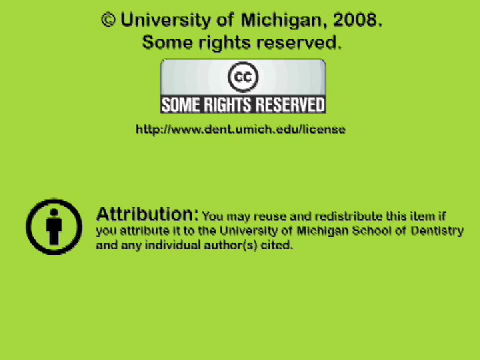 © University of Michigan, 2008.
Some rights reserved.
cc
SOME RIGHTS RESERVED
http://www.dent.umich.edu/license
Attribution: You may reuse and redistribute this item if
you attribute it to the University of Michigan School of Dentistry
and any individual author(s) cited.